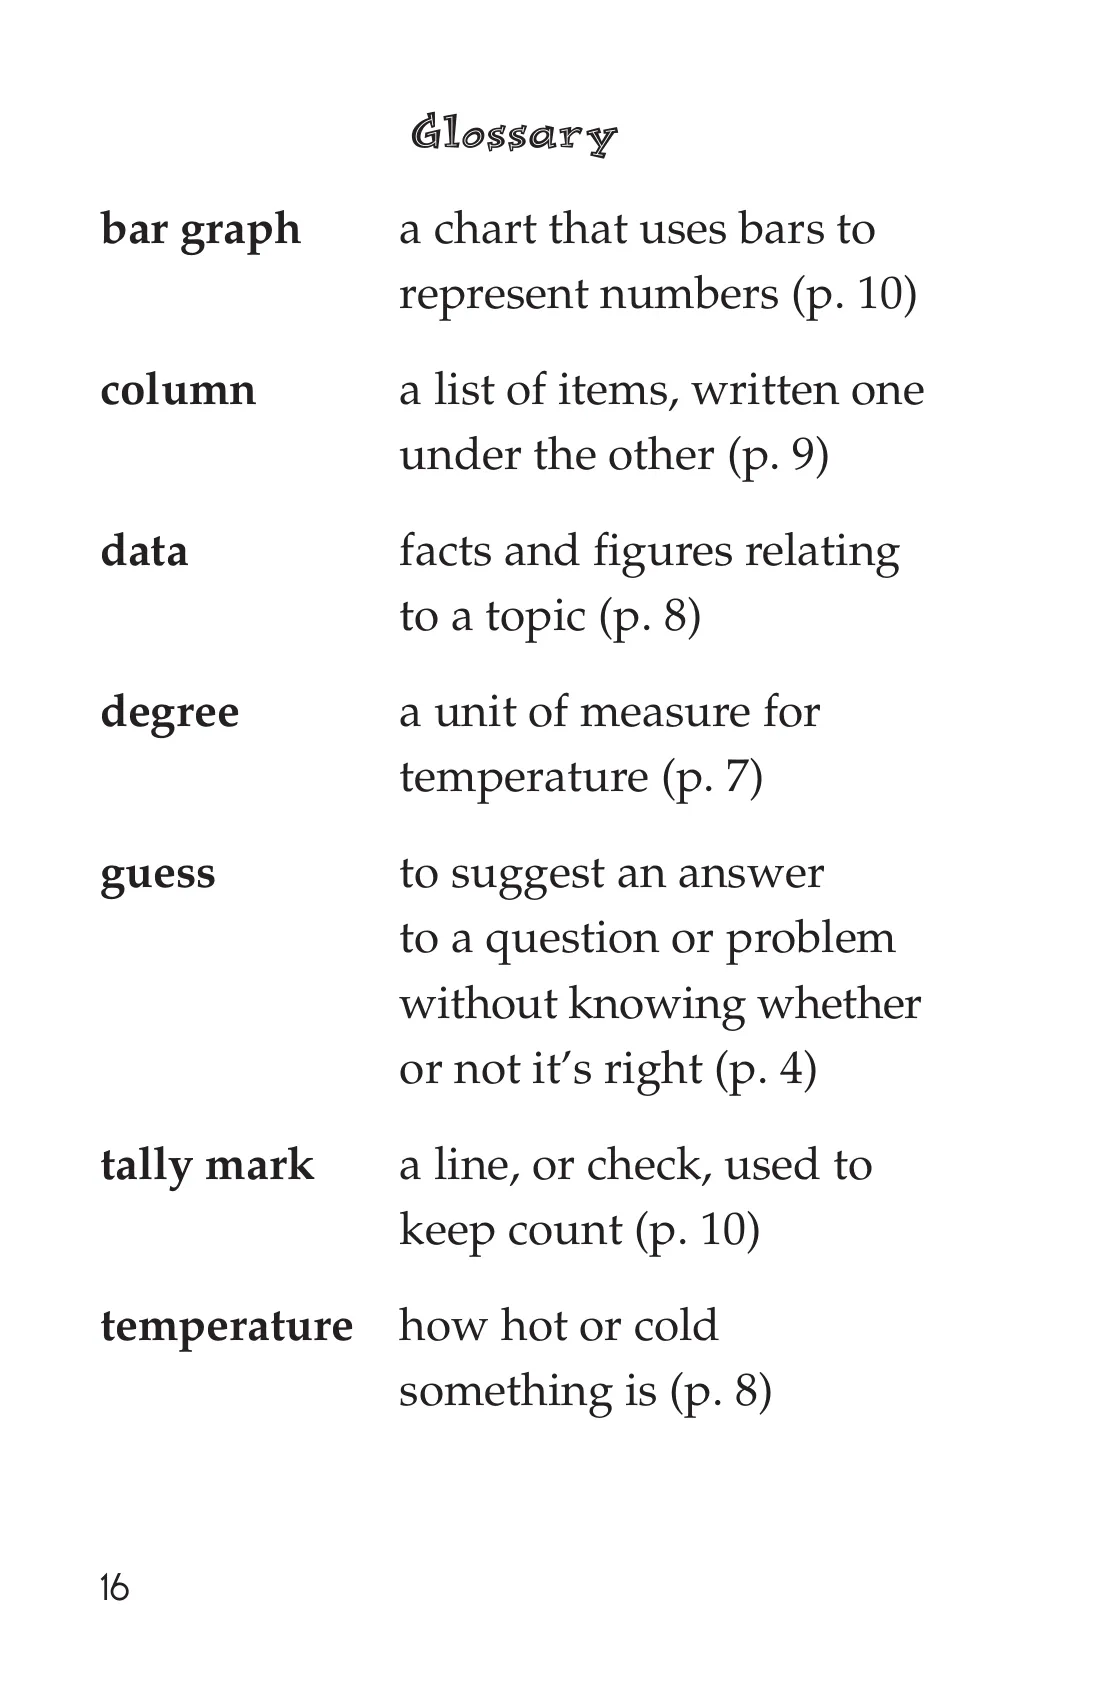 Glossary
bar graph a chart that uses bars to
represent numbers (p. 10)
column a list of items, written one
under the other (p. 9)
data facts and figures relating
to a topic (p. 8)
degree a unit of measure for
temperature (p. 7)
guess to suggest an answer
to a question or problem
without knowing whether
or not it’s right (p. 4)
tally mark a line, or check, used to
keep count (p. 10)
temperature how hot or cold
something is (p. 8)
16